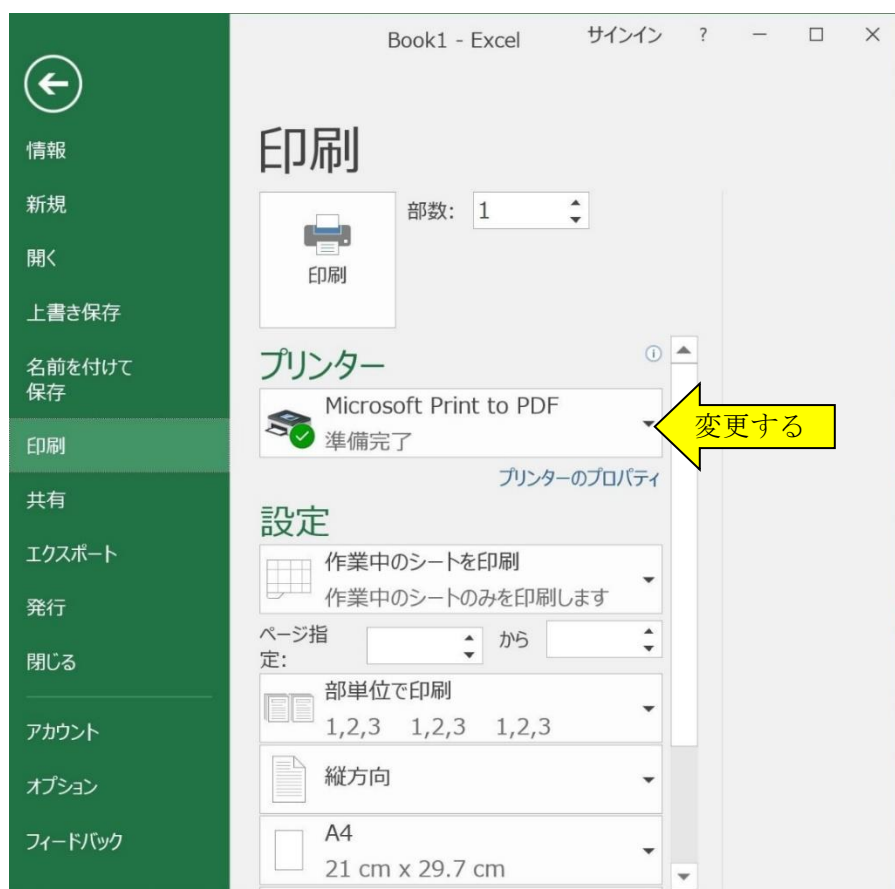 Book1 - Excel サインイン ?
情報
新規
開く
上書き保存
名前を付けて
保存
印刷
共有
エクスポート
発行
閉じる
アカウント
オプション
フィードバック
印刷
部数: 1
印刷
プリンター
Microsoft Print to PDF
準備完了
変更する
プリンターのプロパティ
設定
作業中のシートを印刷
作業中のシートのみを印刷します
ページ指
定:
から
部単位で印刷
1,2,3 1,2,3 1,2,3
縦方向
A4
21 cm x 29.7 cm